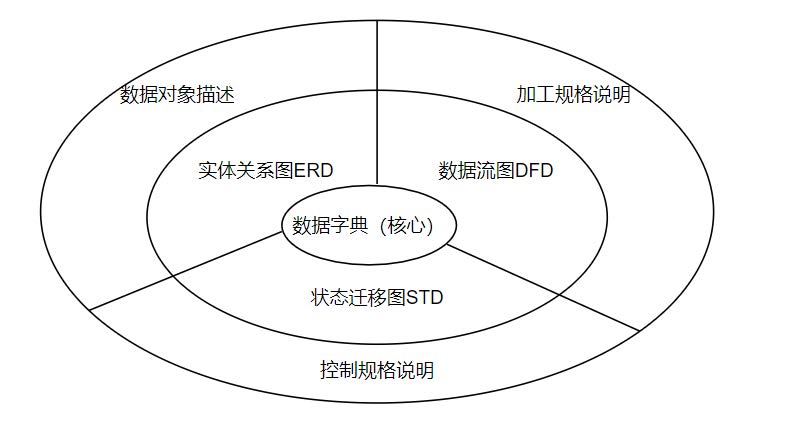 数据对象描述
加工规格说明
实体关系图ERD
数据流图DFD
数据字典（核心）
状态迁移图STD
控制规格说明